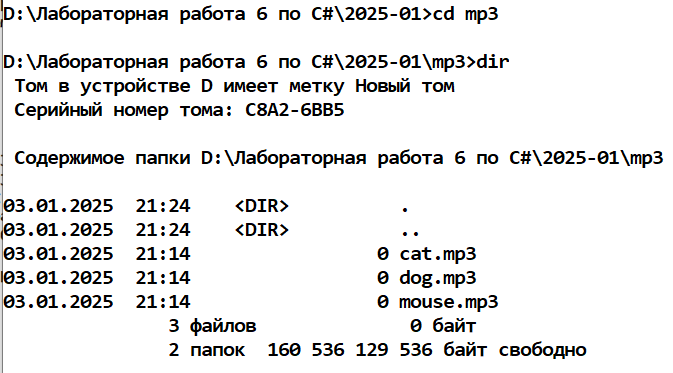 D:\Лабораторная работа 6 по C#\2025-01>cd mp3
D:\Лабораторная работа 6 по C#\2025-01\mp3>dir
Том в устройстве D имеет метку Новый том
Серийный номер тома: C8A2-6BB5
Содержимое папки D:\Лабораторная работа 6 по C#\2025-01\mp3
03.01.2025  21:24    <DIR>          .
03.01.2025  21:24    <DIR>          ..
03.01.2025  21:14                 0 cat.mp3
03.01.2025  21:14                 0 dog.mp3
03.01.2025  21:14                 0 mouse.mp3
3 файлов              0 байт
2 папок  160 536 129 536 байт свободно